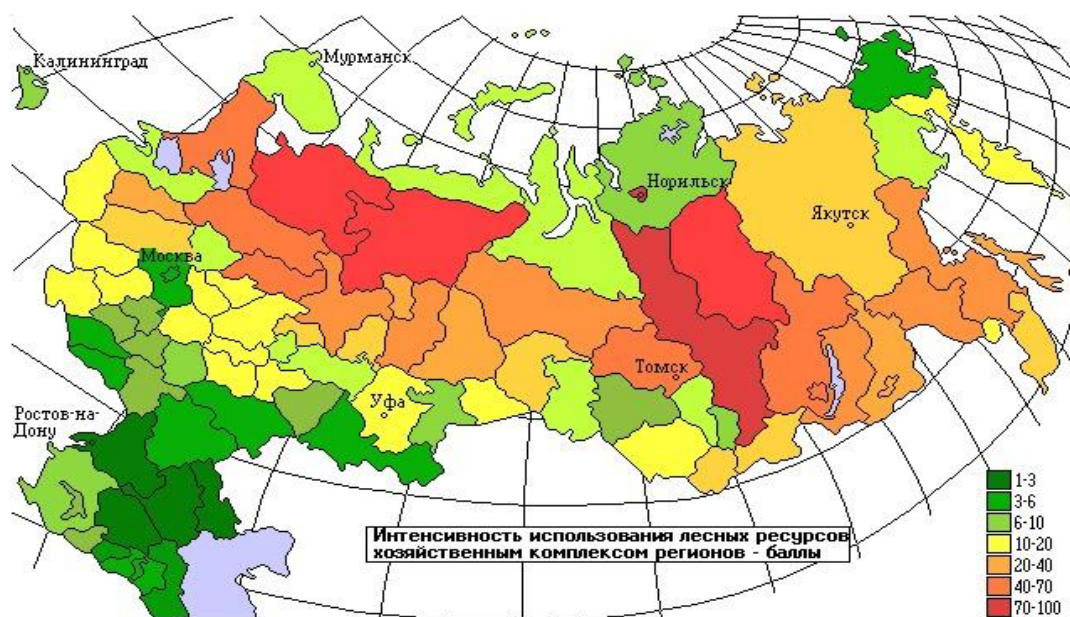 Калининград
Мурманск
Норильск
Якутск
Москва
Томск
Уфа
Ростов-на-
Дону
Интенсивность использования лесных ресурсов
хозяйственным комплексом регионов - баллы
1-3
3-6
6-10
10-20
20-40
40-70
70-100